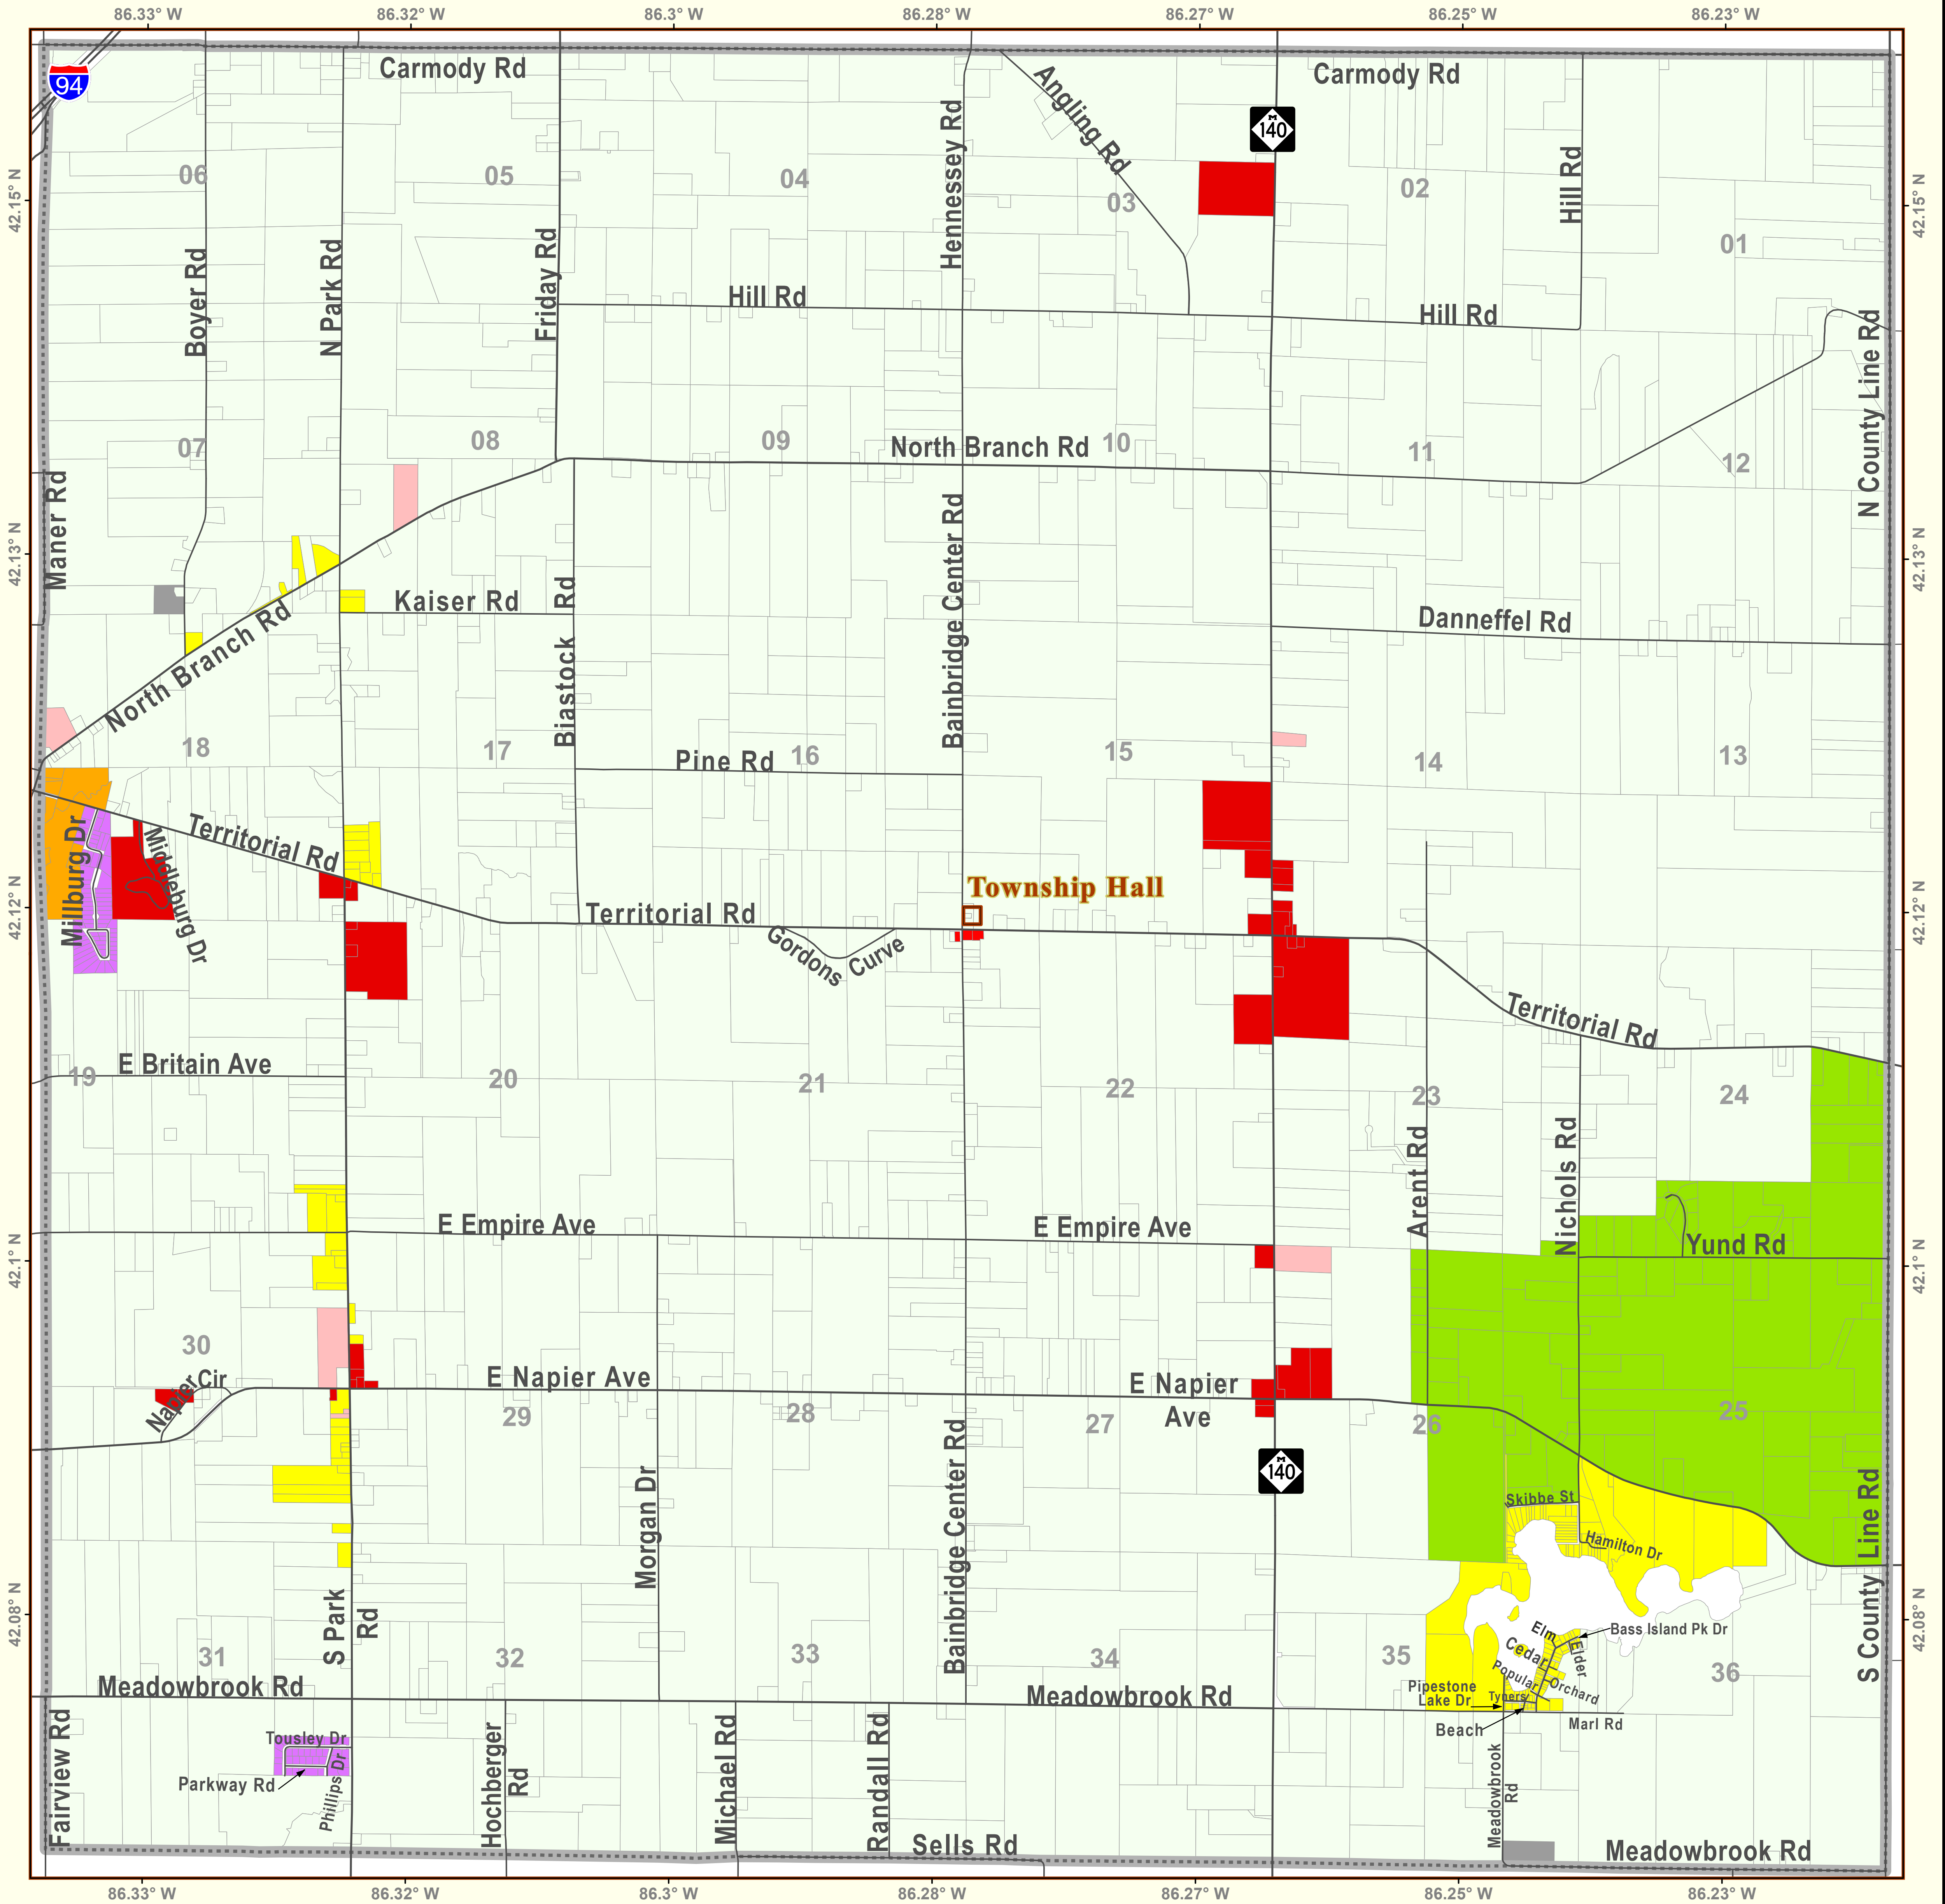 86.33° W 86.32° W 86.3° W 86.28° W 86.27° W 86.25° W 86.23° W
94
Carmody Rd
Carmody Rd
Angling Rd
M
140
42.15° N
42.15° N
06
05
04
03
02
01
Hennessey Rd
Hill Rd
Boyer Rd
N Park Rd
Friday Rd
Hill Rd
Hill Rd
N County Line Rd
07
08
09
10
11
12
North Branch Rd
Maner Rd
Bainbridge Center Rd
42.13° N
42.13° N
Kaiser Rd
Biastock Rd
Danneffel Rd
North Branch Rd
18
17
16
15
14
13
Pine Rd
Millburg Dr
Middleburg Dr
Territorial Rd
Township Hall
42.12° N
42.12° N
Territorial Rd
Gordons Curve
Territorial Rd
E Britain Ave
19
20
21
22
23
24
Arent Rd
Nichols Rd
E Empire Ave
E Empire Ave
Yund Rd
42.1° N
42.1° N
30
Napier Cir
E Napier Ave
E Napier
Ave
29
28
27
26
25
M
140
Morgan Dr
Bainbridge Center Rd
Skibbe St
Hamilton Dr
S County Line Rd
42.08° N
42.08° N
S Park
Rd
31
32
33
34
35
36
Elm
Elder
Bass Island Pk Dr
Cedar
Popular
Orchard
Pipestone
Lake Dr
Tyners
Beach
Marl Rd
Meadowbrook Rd
Meadowbrook Rd
Fairview Rd
Tousley Dr
Parkway Rd
Phillips Dr
Hochberger
Rd
Michael Rd
Randall Rd
Sells Rd
Meadowbrook
Rd
Meadowbrook Rd
86.33° W 86.32° W 86.3° W 86.28° W 86.27° W 86.25° W 86.23° W